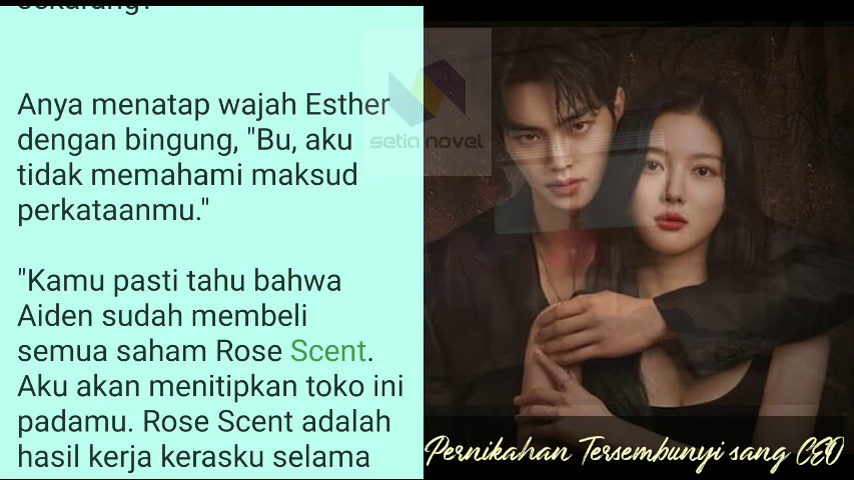 Anya menatap wajah Esther
dengan bingung, "Bu, aku
tidak memahami maksud
perkataanmu."
"Kamu pasti tahu bahwa
Aiden sudah membeli
semua saham Rose Scent.
Aku akan menitipkan toko ini
padamu. Rose Scent adalah
hasil kerja kerasku selama
setia novel
Pernikahan Tersembunyi sang CEO